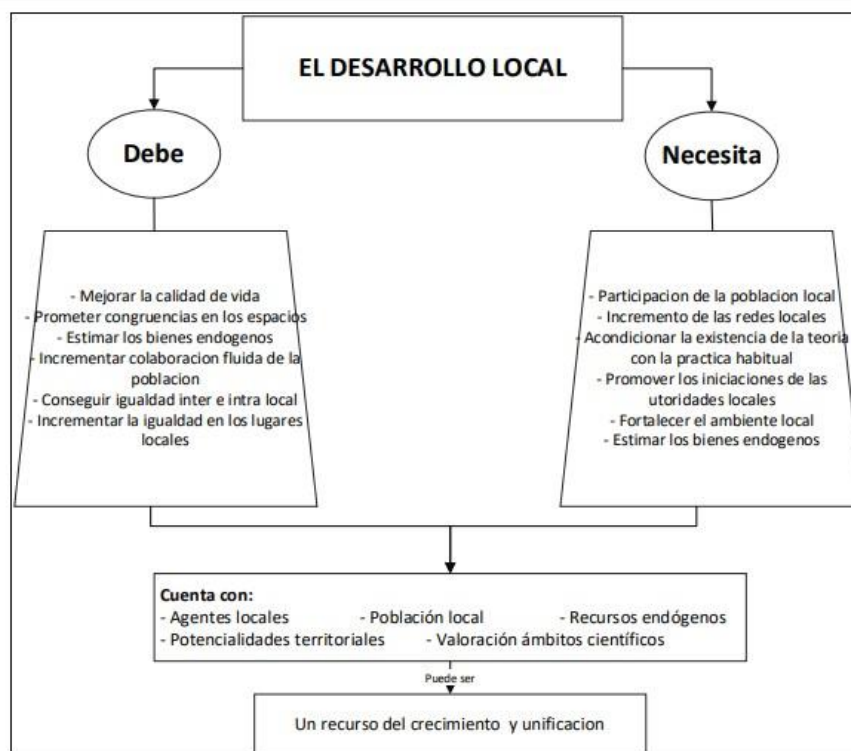 EL DESARROLLO LOCAL
Debe
Necesita
- Mejorar la calidad de vida
- Prometer congruencias en los espacios
- Estimar los bienes endogenos
- Incrementar colaboracion fluida de la
poblacion
- Conseguir igualdad inter e intra local
- Incrementar la igualdad en los lugares
locales
- Participacion de la poblacion local
- Incremento de las redes locales
- Acondicionar la existencia de la teoria
con la practica habitual
- Promover los iniciaciones de las
utoridades locales
- Fortalecer el ambiente local
- Estimar los bienes endogenos
Cuenta con:
- Agentes locales - Población local - Recursos endógenos
- Potencialidades territoriales - Valoración ámbitos científicos
Puede ser
Un recurso del crecimiento y unificacion